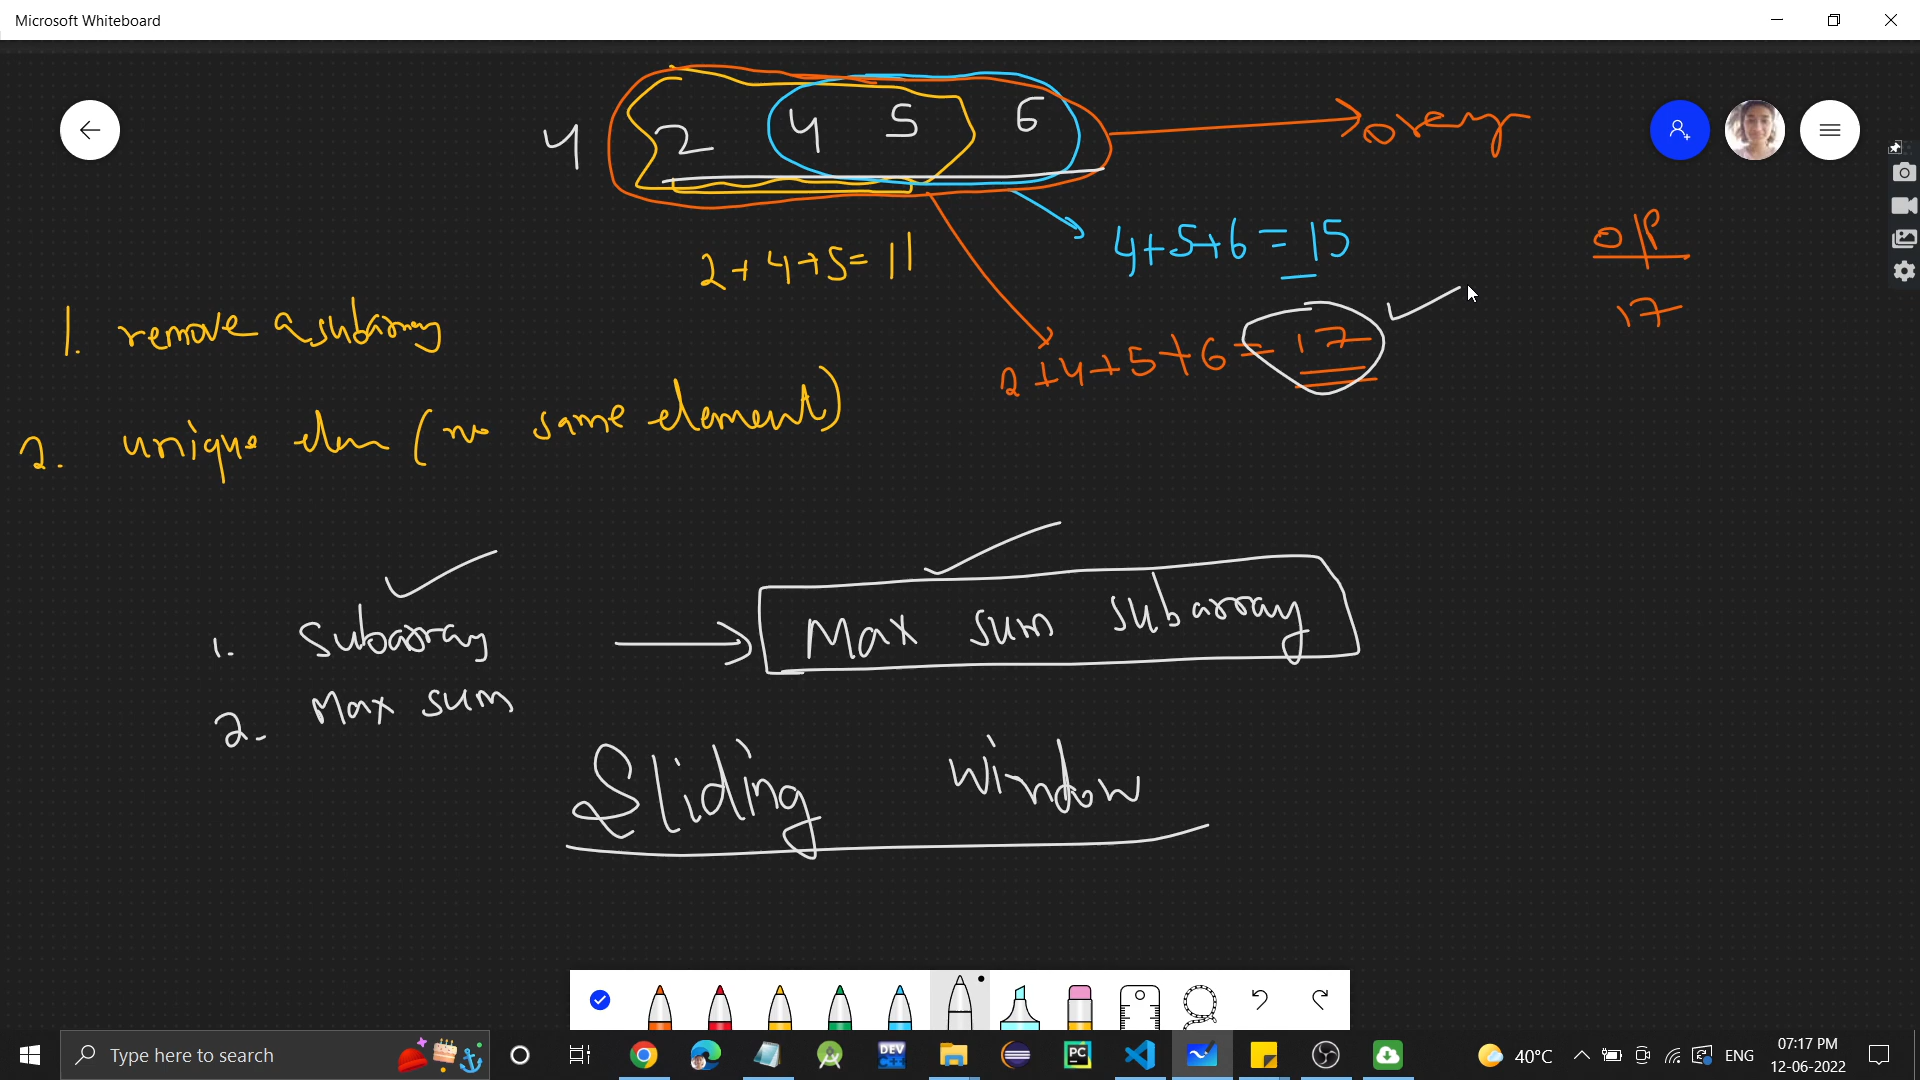 Microsoft Whiteboard
4 2 4 5 6
2+4+5=11
4+5+6=15
O/P
17
2+4+5+6=17
1. remove a subarray
2. unique elem (no same element)
1. Subarray
Max sum subarray
2. Max sum
Sliding window
Type here to search
DEV
PC
40°C
ENG
07:17 PM
12-06-2022